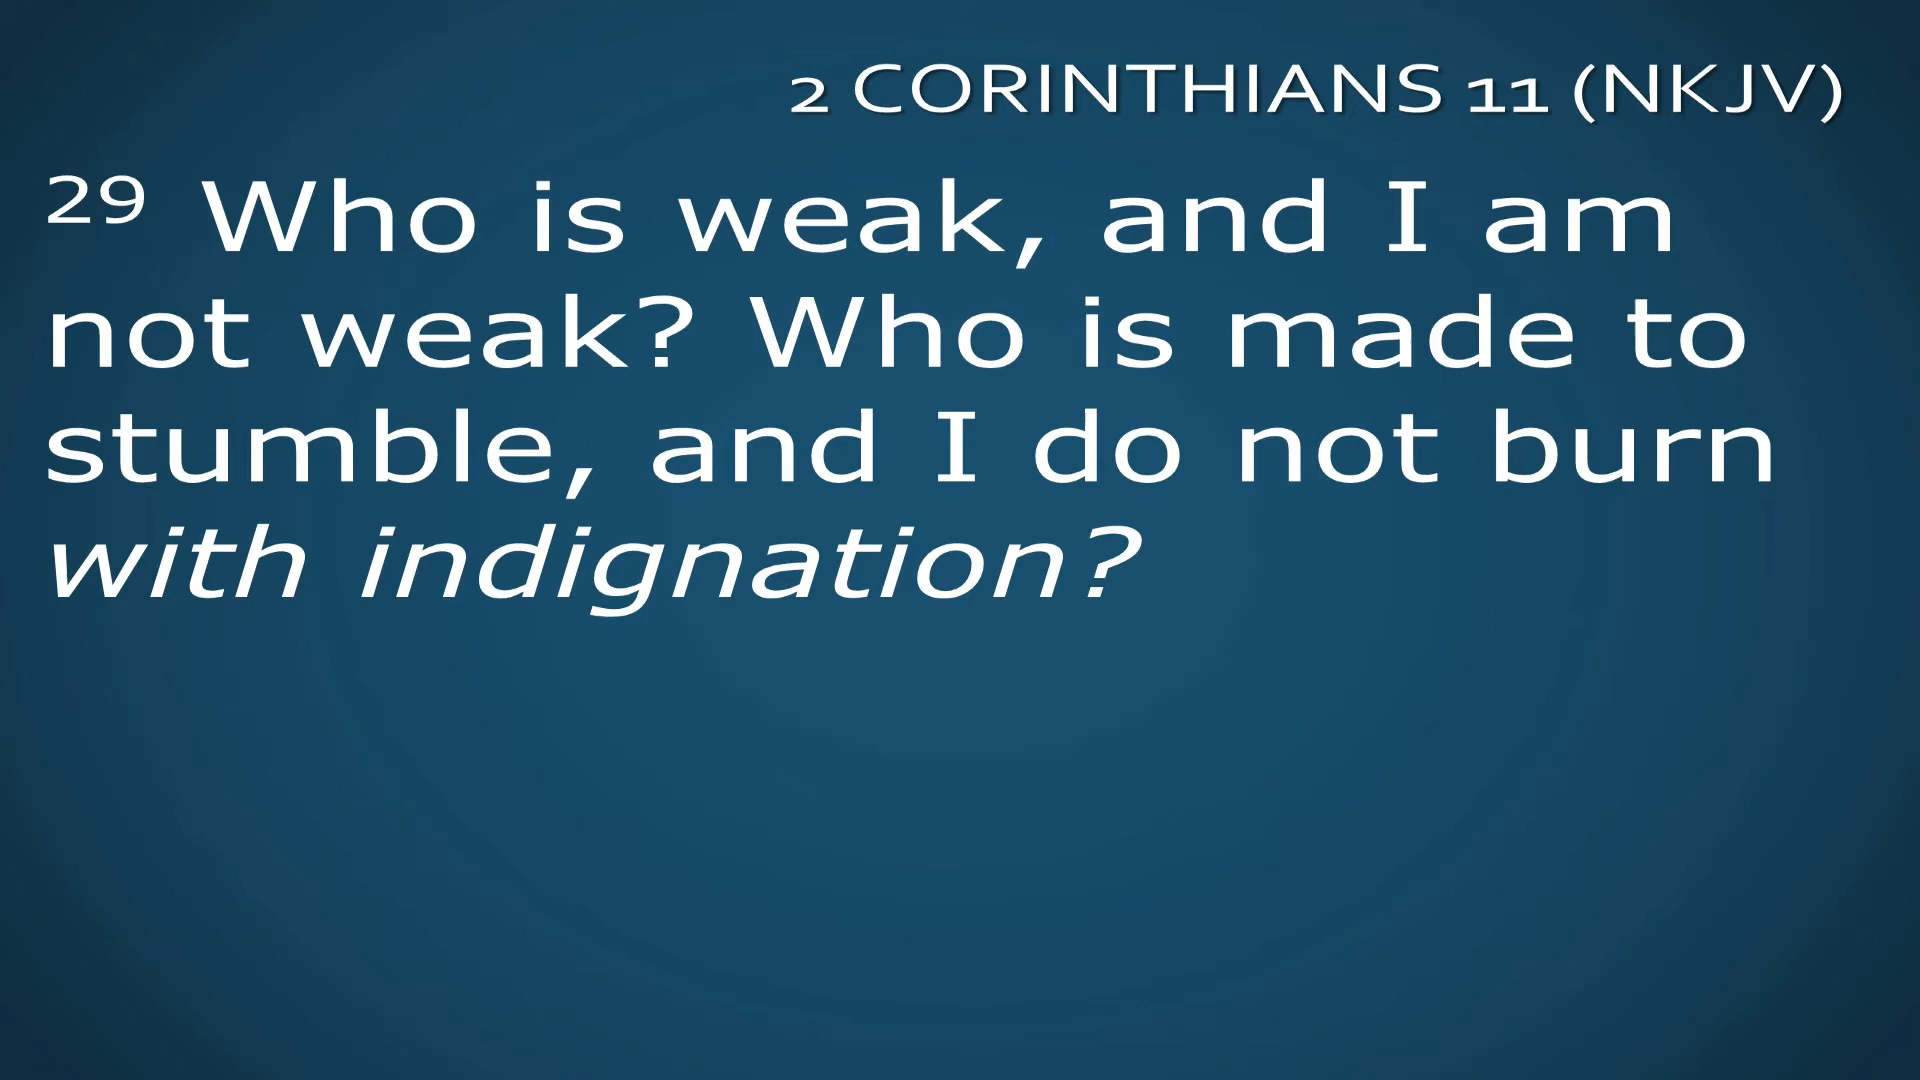 2 CORINTHIANS 11 (NKJV)
29 Who is weak, and I am
not weak? Who is made to
stumble, and I do not burn
with indignation?